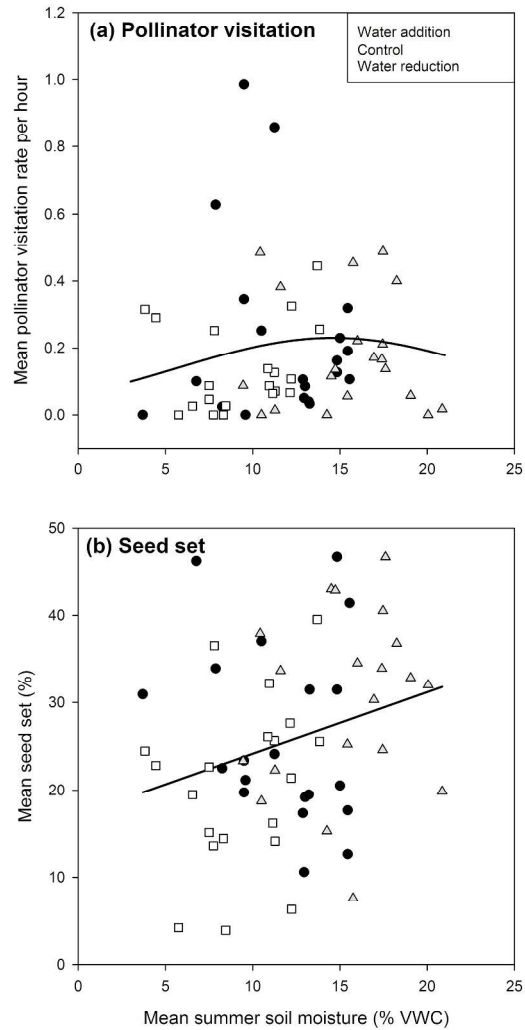 (a) Pollinator visitation
Water addition
Control
Water reduction
Mean pollinator visitation rate per hour
1.2
1.0
0.8
0.6
0.4
0.2
0.0
0 5 10 15 20 25
(b) Seed set
Mean seed set (%)
50
40
30
20
10
0
0 5 10 15 20 25
Mean summer soil moisture (% VWC)